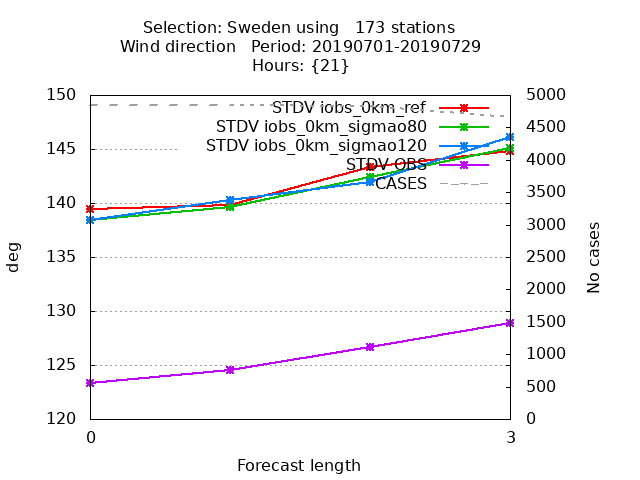 Selection: Sweden using   173 stations
Wind direction   Period: 20190701-20190729
Hours: {21}
150
145
140
135
130
125
120
deg
5000
4500
4000
3500
3000
2500
2000
1500
1000
500
0
No cases
STDV iobs_0km_ref
STDV iobs_0km_sigmao80
STDV iobs_0km_sigmao120
STDV OBS
CASES
0
3
Forecast length